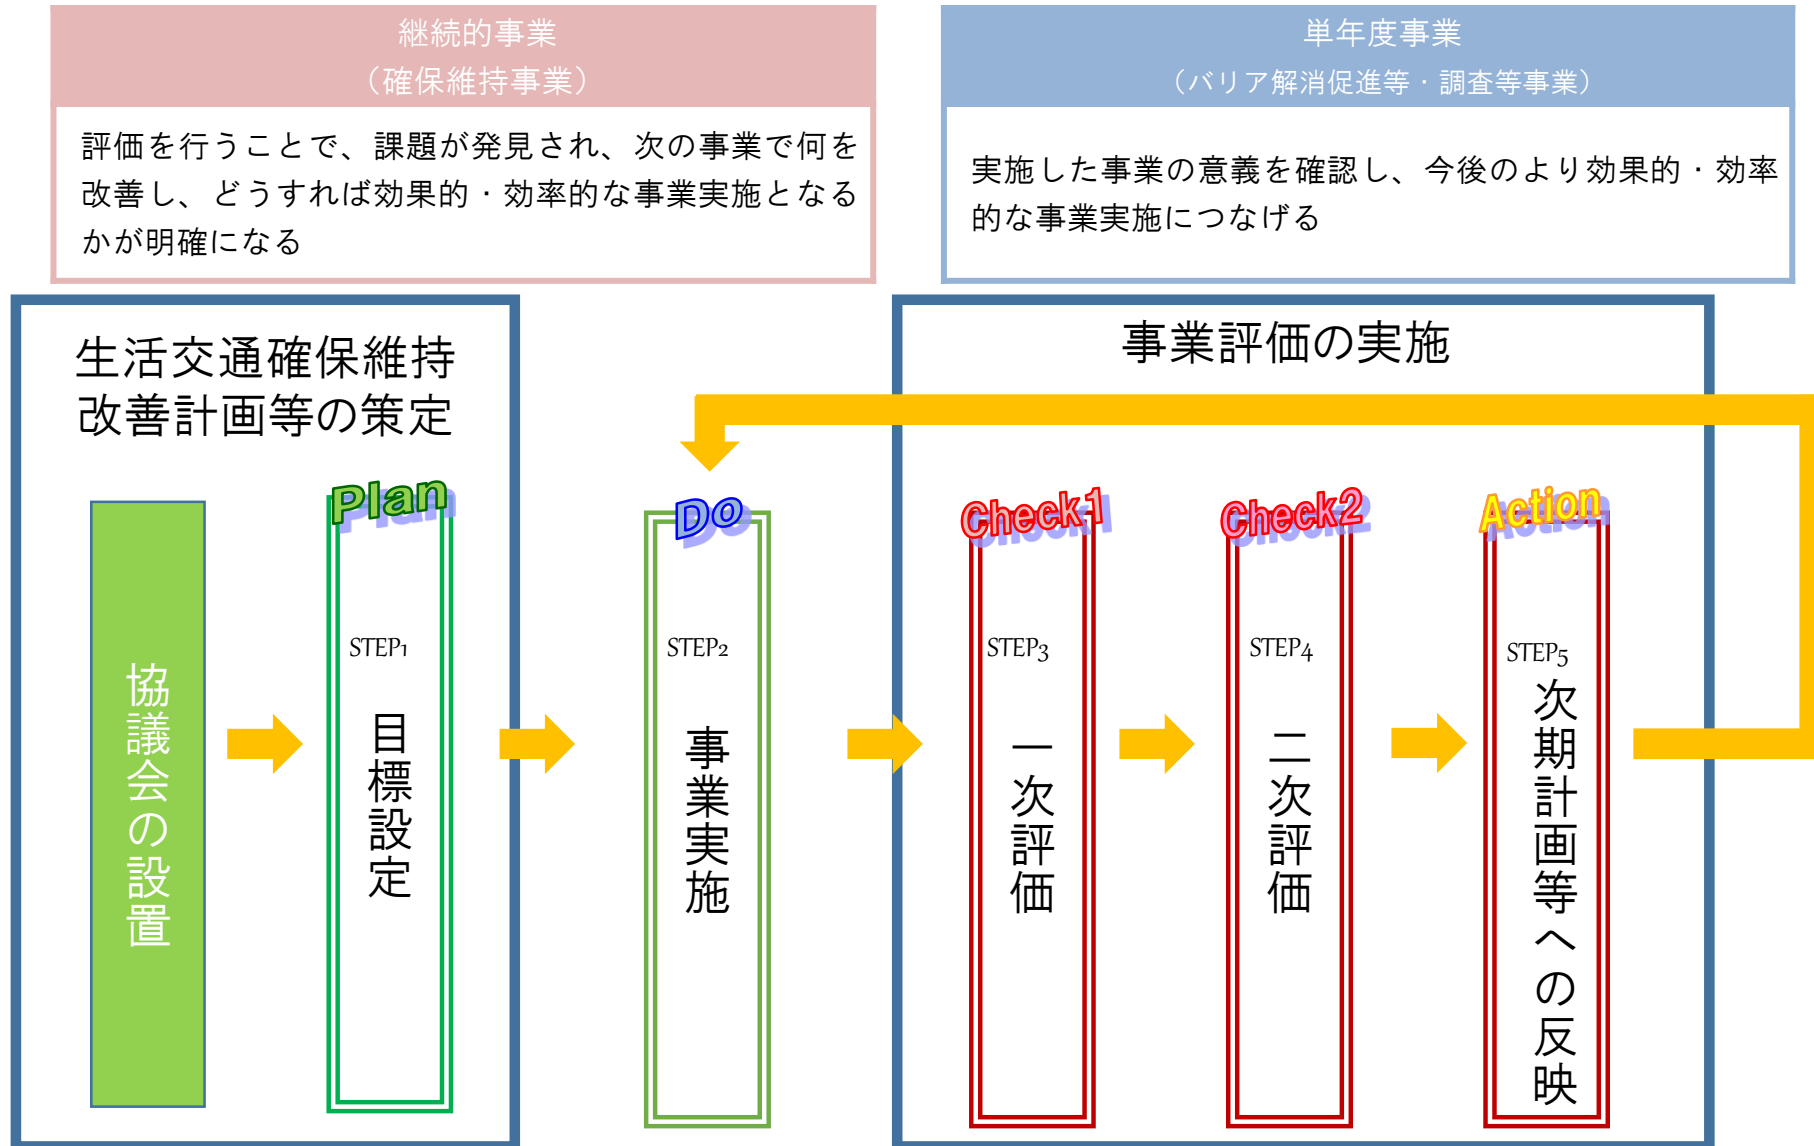 継続的事業
（確保維持事業）
評価を行うことで、課題が発見され、次の事業で何を
改善し、どうすれば効果的・効率的な事業実施となる
かが明確になる
単年度事業
（バリア解消促進等・調査等事業）
実施した事業の意義を確認し、今後のより効果的・効率
的な事業実施につなげる
生活交通確保維持
改善計画等の策定
協議会の設置
Plan
STEP1
目標設定
Do
STEP2
事業実施
事業評価の実施
Check1
STEP3
一次評価
Check2
STEP4
二次評価
Action
STEP5
次期計画等への反映